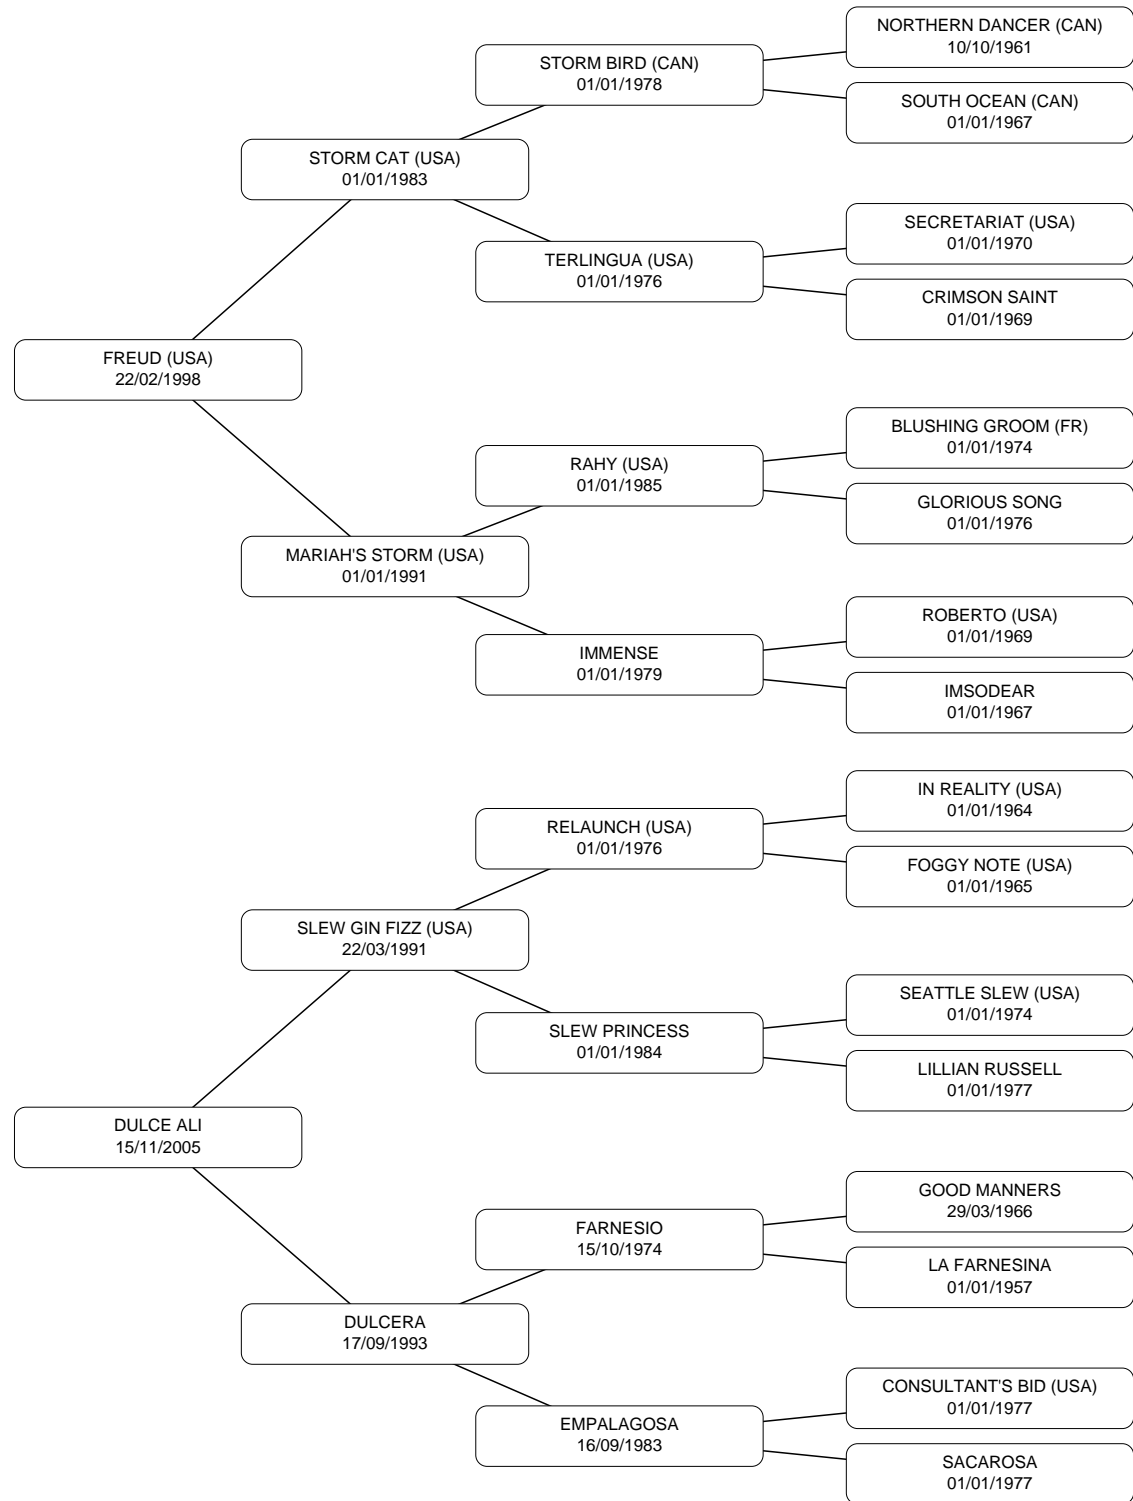 NORTHERN DANCER (CAN)
10/10/1961
STORM BIRD (CAN)
01/01/1978
SOUTH OCEAN (CAN)
01/01/1967
STORM CAT (USA)
01/01/1983
SECRETARIAT (USA)
01/01/1970
TERLINGUA (USA)
01/01/1976
CRIMSON SAINT
01/01/1969
FREUD (USA)
22/02/1998
BLUSHING GROOM (FR)
01/01/1974
RAHY (USA)
01/01/1985
GLORIOUS SONG
01/01/1976
MARIAH'S STORM (USA)
01/01/1991
ROBERTO (USA)
01/01/1969
IMMENSE
01/01/1979
IMSODEAR
01/01/1967
IN REALITY (USA)
01/01/1964
RELAUNCH (USA)
01/01/1976
FOGGY NOTE (USA)
01/01/1965
SLEW GIN FIZZ (USA)
22/03/1991
SEATTLE SLEW (USA)
01/01/1974
SLEW PRINCESS
01/01/1984
LILLIAN RUSSELL
01/01/1977
DULCE ALI
15/11/2005
GOOD MANNERS
29/03/1966
FARNESIO
15/10/1974
LA FARNESINA
01/01/1957
DULCERA
17/09/1993
CONSULTANT'S BID (USA)
01/01/1977
EMPALAGOSA
16/09/1983
SACAROSA
01/01/1977